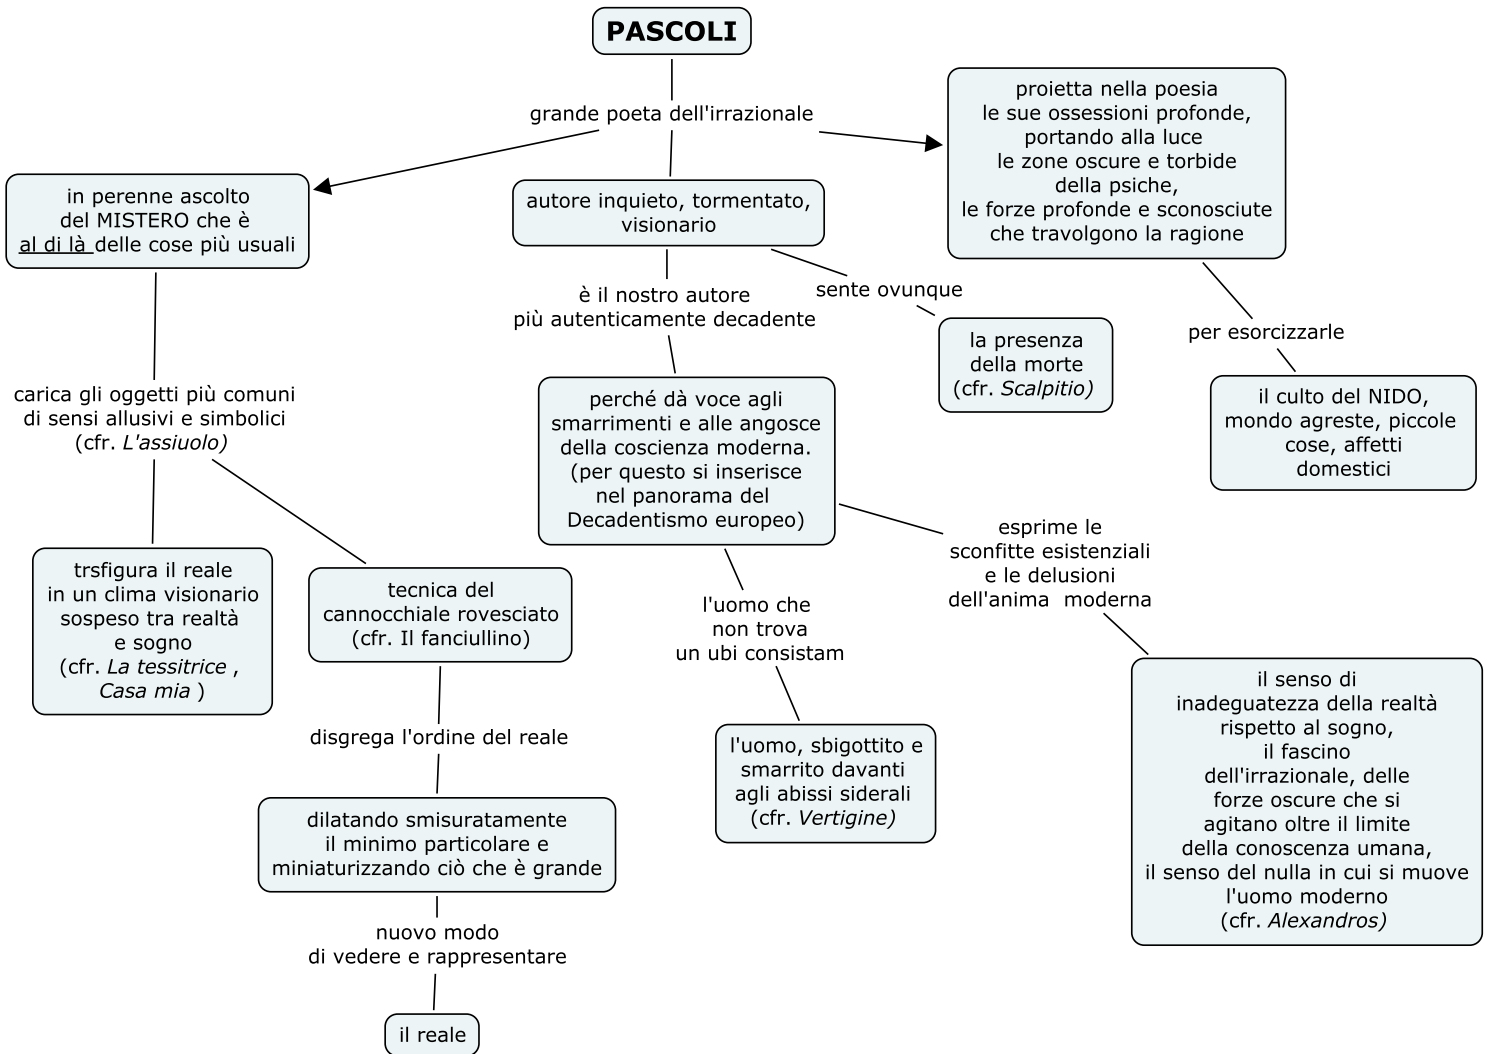 PASCOLI
grande poeta dell'irrazionale
in perenne ascolto
del MISTERO che è
al di là delle cose più usuali
carica gli oggetti più comuni
di sensi allusivi e simbolici
(cfr. L'assiuolo)
trsfigura il reale
in un clima visionario
sospeso tra realtà
e sogno
(cfr. La tessitrice ,
Casa mia )
tecnica del
cannocchiale rovesciato
(cfr. Il fanciullino)
disgrega l'ordine del reale
dilatando smisuratamente
il minimo particolare e
miniaturizzando ciò che è grande
nuovo modo
di vedere e rappresentare
il reale
autore inquieto, tormentato,
visionario
è il nostro autore
più autenticamente decadente
perché dà voce agli
smarrimenti e alle angosce
della coscienza moderna.
(per questo si inserisce
nel panorama del
Decadentismo europeo)
l'uomo che
non trova
un ubi consistam
l'uomo, sbigottito e
smarrito davanti
agli abissi siderali
(cfr. Vertigine)
esprime le
sconfitte esistenziali
e le delusioni
dell'anima  moderna
il senso di
inadeguatezza della realtà
rispetto al sogno,
il fascino
dell'irrazionale, delle
forze oscure che si
agitano oltre il limite
della conoscenza umana,
il senso del nulla in cui si muove
l'uomo moderno
(cfr. Alexandros)
sente ovunque
la presenza
della morte
(cfr. Scalpitio)
proietta nella poesia
le sue ossessioni profonde,
portando alla luce
le zone oscure e torbide
della psiche,
le forze profonde e sconosciute
che travolgono la ragione
per esorcizzarle
il culto del NIDO,
mondo agreste, piccole
cose, affetti
domestici